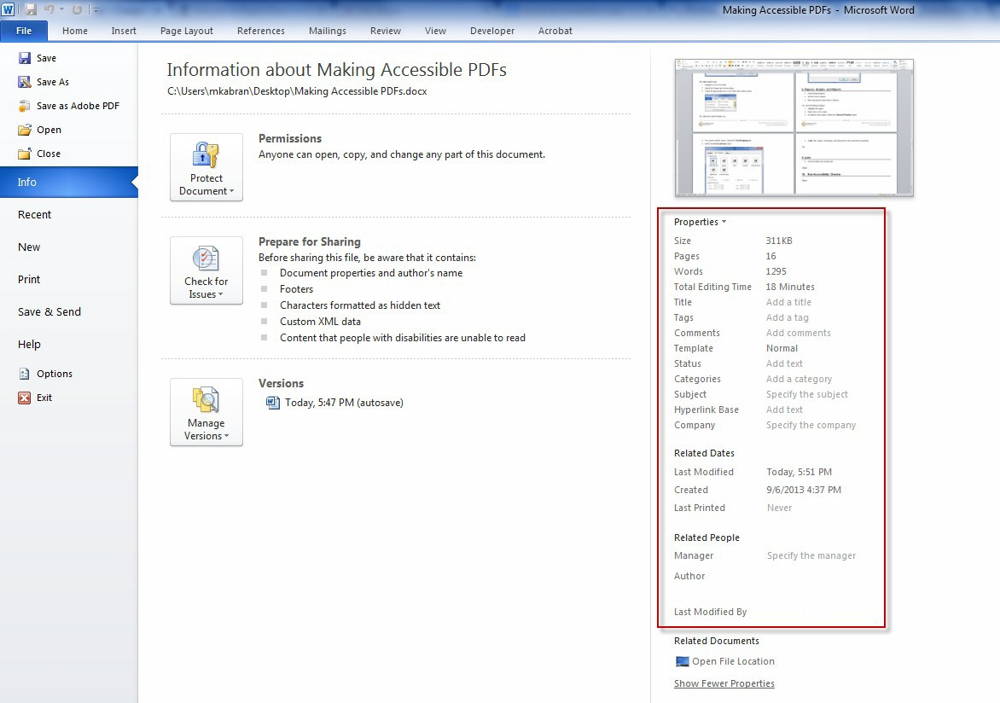 Making Accessible PDFs - Microsoft Word
File Home Insert Page Layout References Mailings Review View Developer Acrobat
Save
Save As
Save as Adobe PDF
Open
Close
Info
Recent
New
Print
Save & Send
Help
Options
Exit
Information about Making Accessible PDFs
C:\Users\mkabran\Desktop\Making Accessible PDFs.docx
Protect
Document
Permissions
Anyone can open, copy, and change any part of this document.
Check for
Issues
Prepare for Sharing
Before sharing this file, be aware that it contains:
Document properties and author's name
Footers
Characters formatted as hidden text
Custom XML data
Content that people with disabilities are unable to read
Manage
Versions
Versions
Today, 5:47 PM (autosave)
Properties
Size 311KB
Pages 16
Words 1295
Total Editing Time 18 Minutes
Title Add a title
Tags Add a tag
Comments Add comments
Template Normal
Status Add text
Categories Add a category
Subject Specify the subject
Hyperlink Base Add text
Company Specify the company
Related Dates
Last Modified Today, 5:51 PM
Created 9/6/2013 4:37 PM
Last Printed Never
Related People
Manager Specify the manager
Author
Last Modified By
Related Documents
Open File Location
Show Fewer Properties